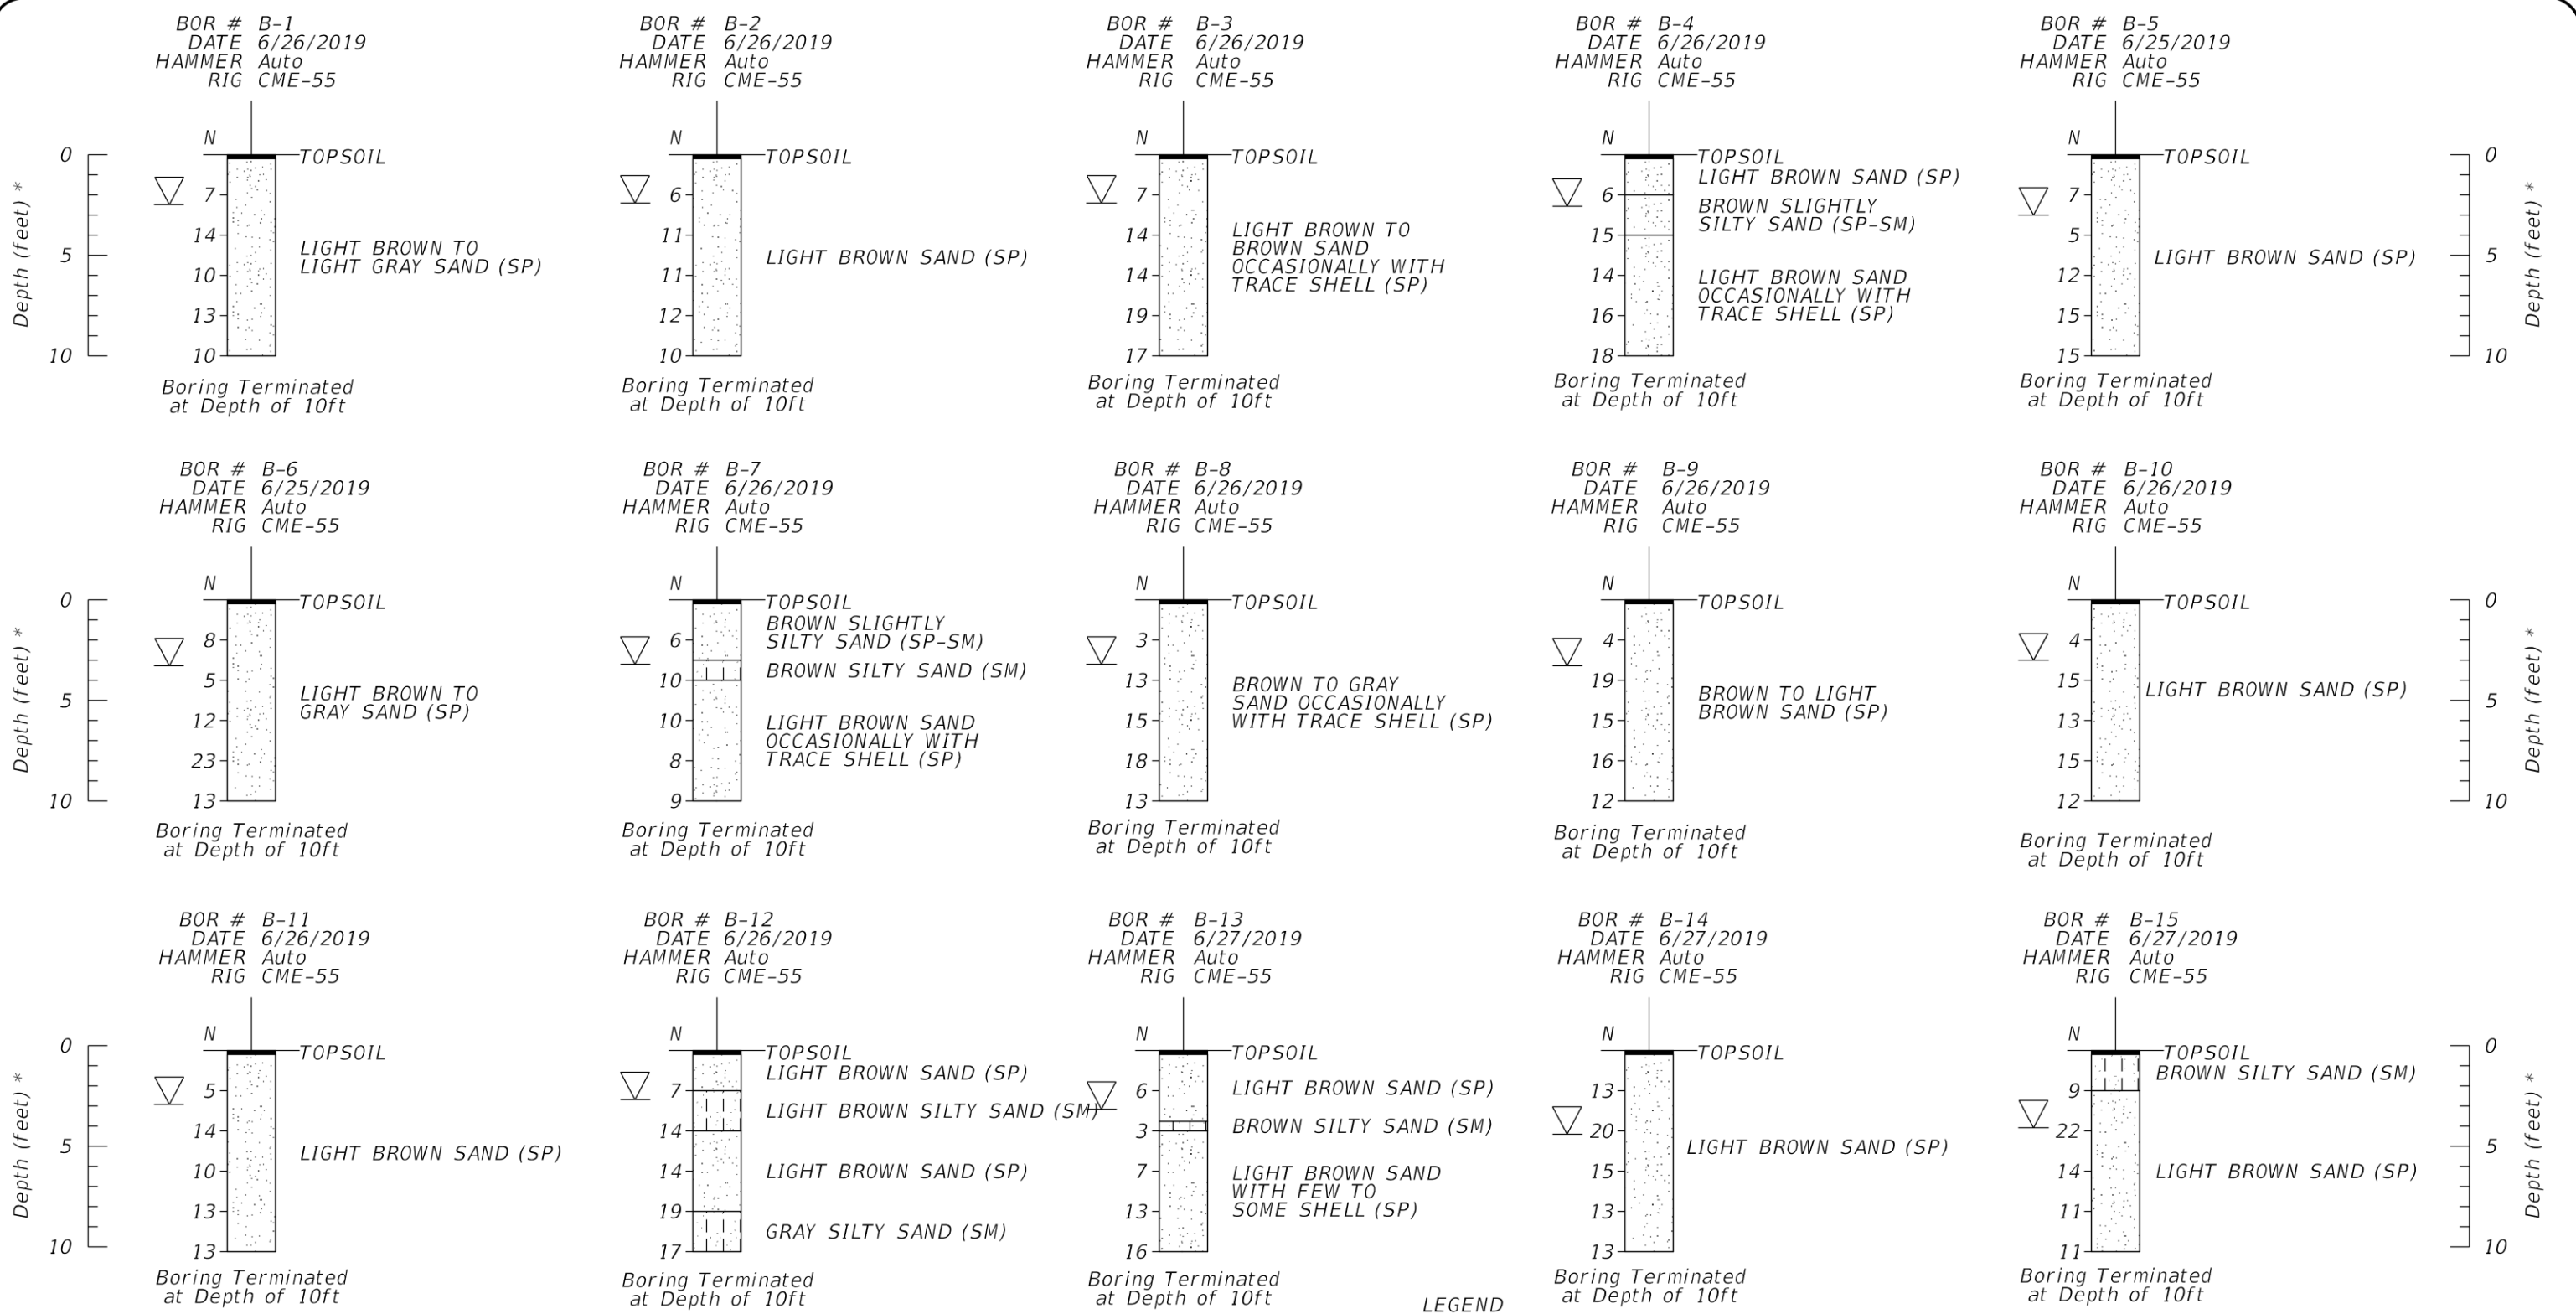 BOR # B-1
DATE 6/26/2019
HAMMER Auto
RIG CME-55
N
TOPSOIL
7
14
LIGHT BROWN TO
LIGHT GRAY SAND (SP)
10
13
10
Boring Terminated
at Depth of 10ft
BOR # B-2
DATE 6/26/2019
HAMMER Auto
RIG CME-55
N
TOPSOIL
6
11
LIGHT BROWN SAND (SP)
11
12
10
Boring Terminated
at Depth of 10ft
BOR # B-3
DATE 6/26/2019
HAMMER Auto
RIG CME-55
N
TOPSOIL
7
14
LIGHT BROWN TO
BROWN SAND
OCCASIONALLY WITH
TRACE SHELL (SP)
14
19
17
Boring Terminated
at Depth of 10ft
BOR # B-4
DATE 6/26/2019
HAMMER Auto
RIG CME-55
N
TOPSOIL
LIGHT BROWN SAND (SP)
6
BROWN SLIGHTLY
SILTY SAND (SP-SM)
15
14
LIGHT BROWN SAND
OCCASIONALLY WITH
TRACE SHELL (SP)
16
18
Boring Terminated
at Depth of 10ft
BOR # B-5
DATE 6/25/2019
HAMMER Auto
RIG CME-55
N
TOPSOIL
7
5
LIGHT BROWN SAND (SP)
12
15
15
Boring Terminated
at Depth of 10ft
0
5
10
Depth (feet) *
0
5
10
Depth (feet) *
BOR # B-6
DATE 6/25/2019
HAMMER Auto
RIG CME-55
N
TOPSOIL
8
5
LIGHT BROWN TO
GRAY SAND (SP)
12
23
13
Boring Terminated
at Depth of 10ft
BOR # B-7
DATE 6/26/2019
HAMMER Auto
RIG CME-55
N
TOPSOIL
BROWN SLIGHTLY
SILTY SAND (SP-SM)
6
BROWN SILTY SAND (SM)
10
10
LIGHT BROWN SAND
OCCASIONALLY WITH
TRACE SHELL (SP)
8
9
Boring Terminated
at Depth of 10ft
BOR # B-8
DATE 6/26/2019
HAMMER Auto
RIG CME-55
N
TOPSOIL
3
13
BROWN TO GRAY
SAND OCCASIONALLY
WITH TRACE SHELL (SP)
15
18
13
Boring Terminated
at Depth of 10ft
BOR # B-9
DATE 6/26/2019
HAMMER Auto
RIG CME-55
N
TOPSOIL
4
19
BROWN TO LIGHT
BROWN SAND (SP)
15
16
12
Boring Terminated
at Depth of 10ft
BOR # B-10
DATE 6/26/2019
HAMMER Auto
RIG CME-55
N
TOPSOIL
4
15
LIGHT BROWN SAND (SP)
13
15
12
Boring Terminated
at Depth of 10ft
0
5
10
Depth (feet) *
0
5
10
Depth (feet) *
BOR # B-11
DATE 6/26/2019
HAMMER Auto
RIG CME-55
N
TOPSOIL
5
14
LIGHT BROWN SAND (SP)
10
13
13
Boring Terminated
at Depth of 10ft
BOR # B-12
DATE 6/26/2019
HAMMER Auto
RIG CME-55
N
TOPSOIL
LIGHT BROWN SAND (SP)
7
LIGHT BROWN SILTY SAND (SM)
14
14
LIGHT BROWN SAND (SP)
19
GRAY SILTY SAND (SM)
17
Boring Terminated
at Depth of 10ft
BOR # B-13
DATE 6/27/2019
HAMMER Auto
RIG CME-55
N
TOPSOIL
6
LIGHT BROWN SAND (SP)
BROWN SILTY SAND (SM)
3
7
LIGHT BROWN SAND
WITH FEW TO
SOME SHELL (SP)
13
16
Boring Terminated
at Depth of 10ft
BOR # B-14
DATE 6/27/2019
HAMMER Auto
RIG CME-55
N
TOPSOIL
13
20
LIGHT BROWN SAND (SP)
15
13
13
Boring Terminated
at Depth of 10ft
BOR # B-15
DATE 6/27/2019
HAMMER Auto
RIG CME-55
N
TOPSOIL
BROWN SILTY SAND (SM)
9
22
14
LIGHT BROWN SAND (SP)
11
11
Boring Terminated
at Depth of 10ft
0
5
10
Depth (feet) *
0
5
10
Depth (feet) *
LEGEND